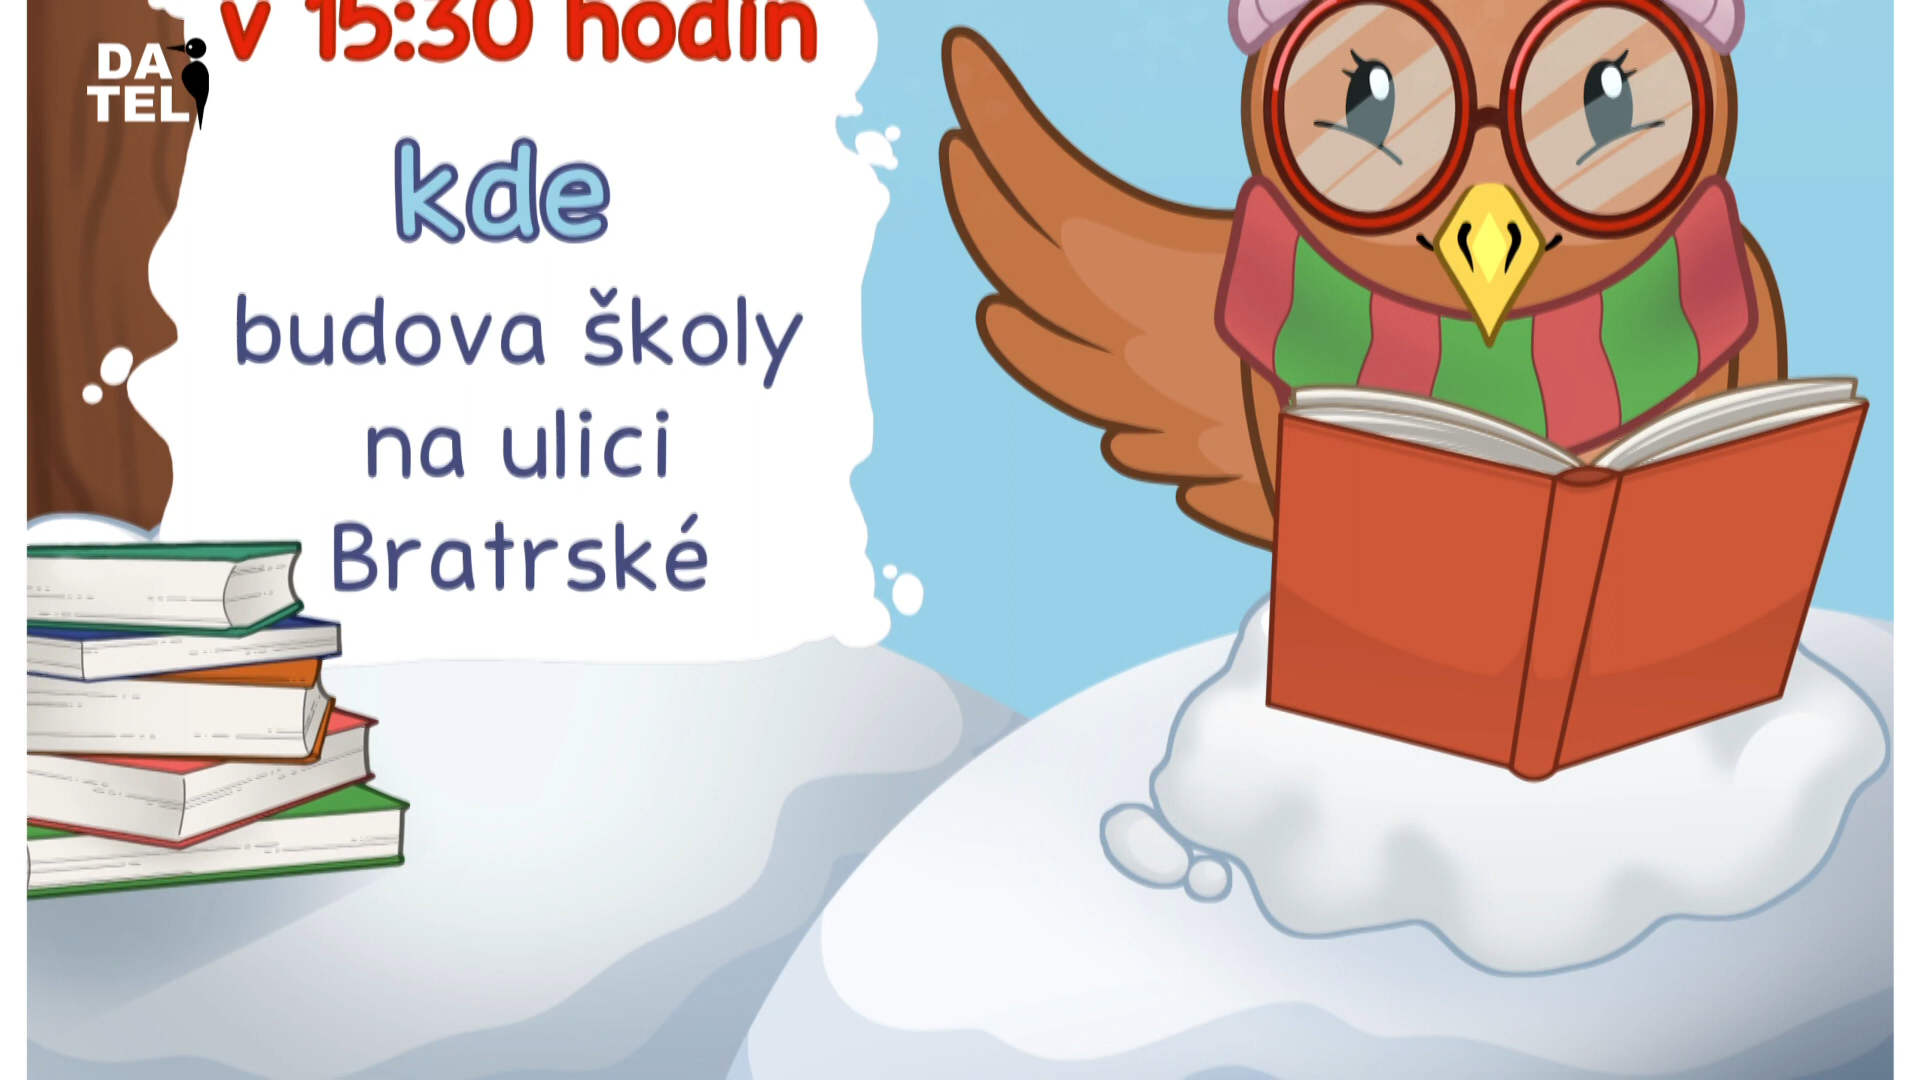 v 15:30 hodin
DA
TEL
kde
budova školy
na ulici
Bratrské